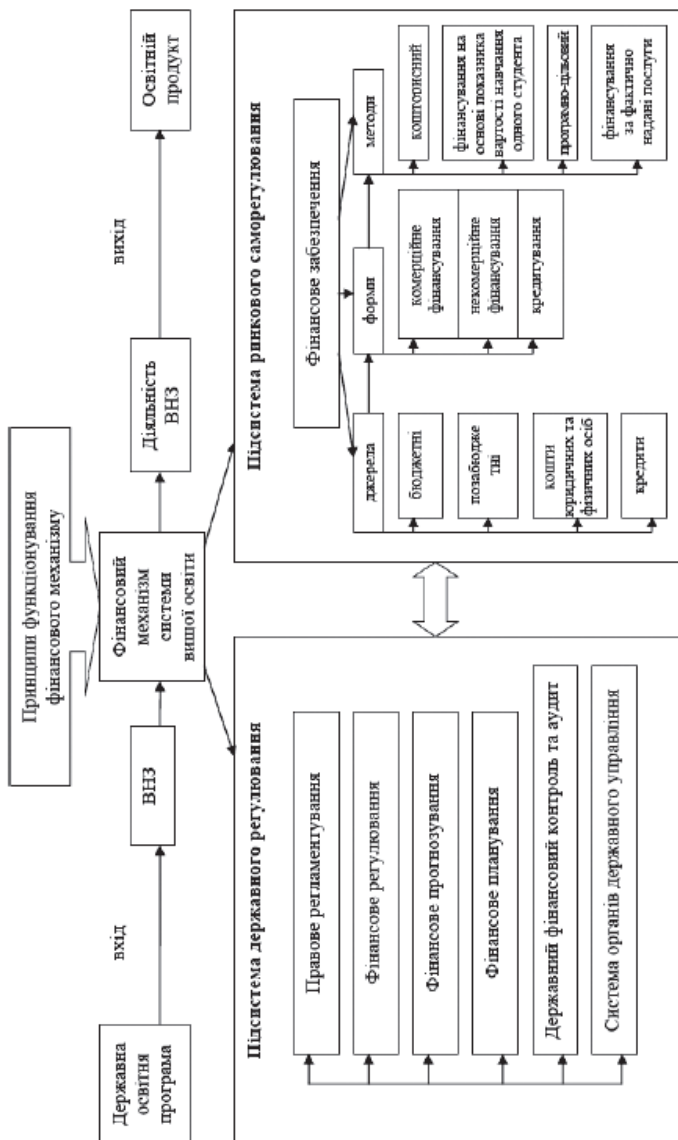 Принципи функціонування
фінансового механізму
Державна
освітня
програма
вхід
ВНЗ
Фінансовий
механізм
системи
вищої освіти
Діяльність
ВНЗ
вихід
Освітній
продукт
Підсистема державного регулювання
Правове регламентування
Фінансове регулювання
Фінансове прогнозування
Фінансове планування
Державний фінансовий контроль та аудит
Система органів державного управління
Підсистема ринкового саморегулювання
Фінансове забезпечення
джерела
бюджетні
позабюдже
тні
кошти
юридичних та
фізичних осіб
кредити
форми
комерційне
фінансування
некомерційне
фінансування
кредитування
методи
кошторисний
фінансування на
основі показника
вартості навчання
одного студента
програмно-цільовий
фінансування
за фактично
надані послуги